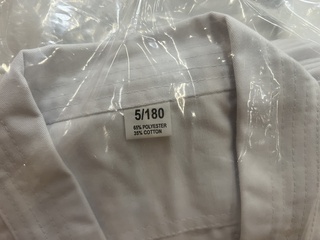 5/180
65% POLYESTER
35% COTTON